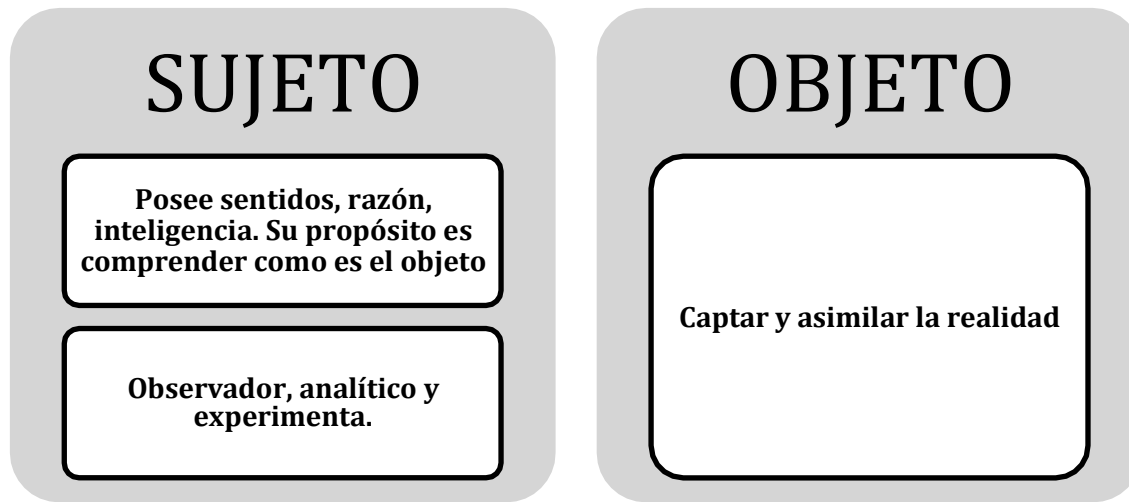 SUJETO
Posee sentidos, razón,
inteligencia. Su propósito es
comprender como es el objeto
Observador, analítico y
experimenta.
OBJETO
Captar y asimilar la realidad